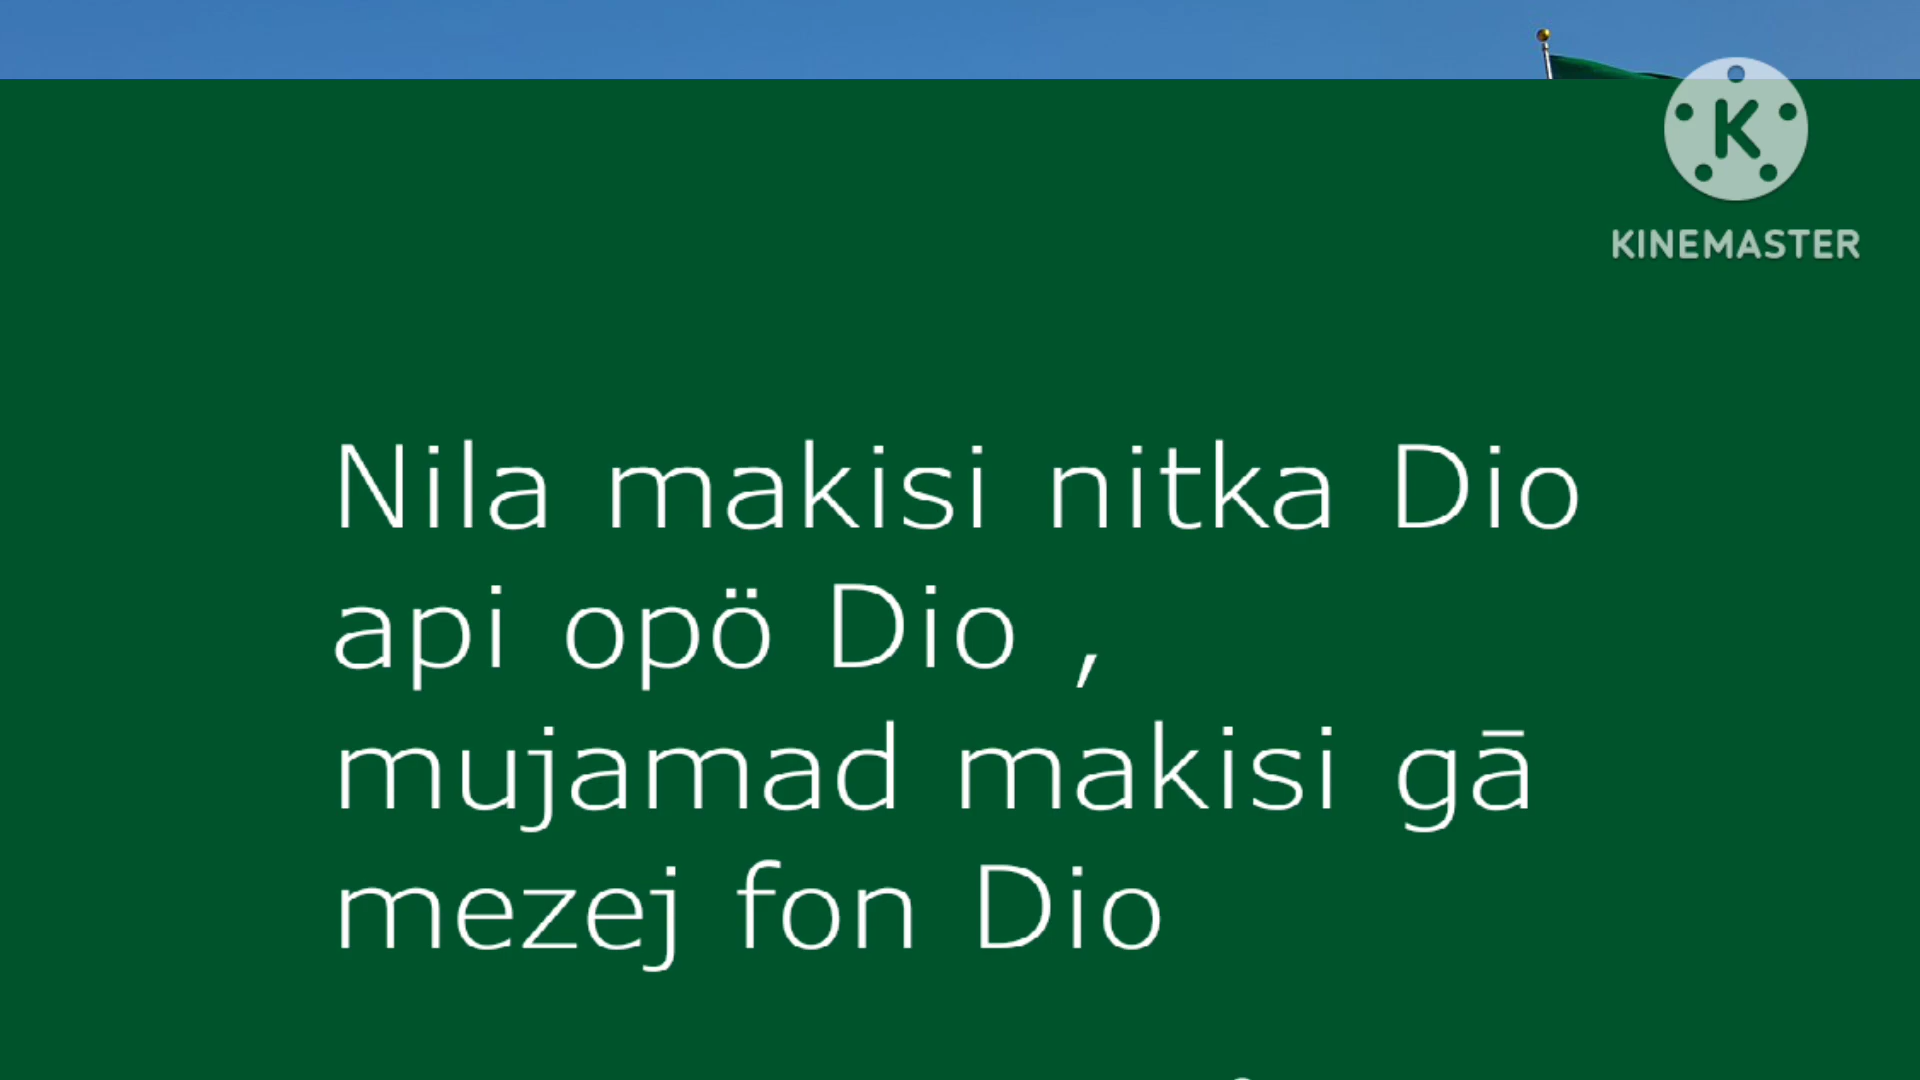 KINEMASTER
Nila makisi nitka Dio
api opö Dio ,
mujamad makisi gā
mezej fon Dio